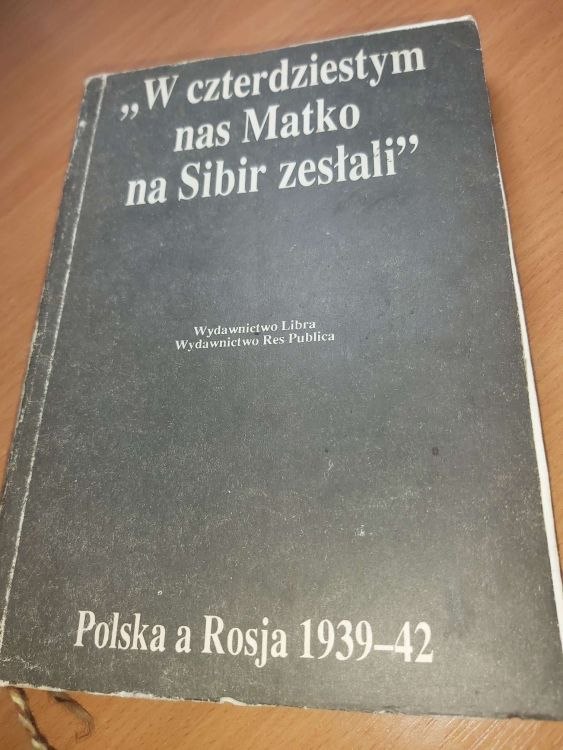 „W czterdziestym
nas Matko
na Sibir zesłali”
Wydawnictwo Libra
Wydawnictwo Res Publica
Polska a Rosja 1939–42